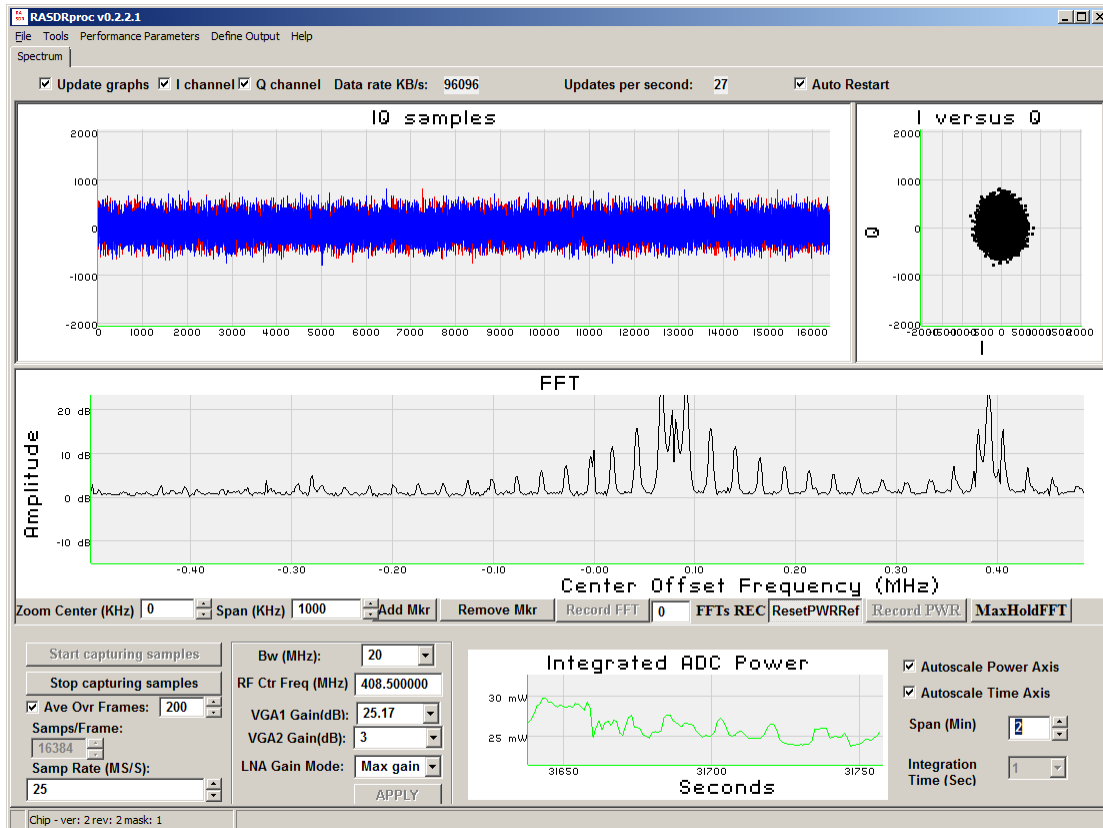 RASDRproc v0.2.2.1
File Tools Performance Parameters Define Output Help
Spectrum
Update graphs I channel Q channel Data rate KB/s: 96096 Updates per second: 27 Auto Restart
IQ samples
2000
1000
0
-1000
-2000
0 1000 2000 3000 4000 5000 6000 7000 8000 9000 10000 11000 12000 13000 14000 15000 16000
I versus Q
2000
1000
Q
0
-1000
-2000
-2000-1500-1000-500 0 500 1000 1500 2000
I
FFT
Amplitude
20 dB
10 dB
0 dB
-10 dB
-0.40 -0.30 -0.20 -0.10 -0.00 0.10 0.20 0.30 0.40
Center Offset Frequency (MHz)
Zoom Center (KHz) 0 Span (KHz) 1000 Add Mkr Remove Mkr Record FFT 0 FFTs REC ResetPWRRef Record PWR MaxHoldFFT
Start capturing samples
Stop capturing samples
Ave Ovr Frames: 200
Samps/Frame:
16384
Samp Rate (MS/S):
25
Bw (MHz): 20
RF Ctr Freq (MHz) 408.500000
VGA1 Gain(dB): 25.17
VGA2 Gain(dB): 3
LNA Gain Mode: Max gain
APPLY
Integrated ADC Power
30 mW
25 mW
31650 31700 31750
Seconds
Autoscale Power Axis
Autoscale Time Axis
Span (Min) 2
Integration
Time (Sec) 1
Chip - ver: 2 rev: 2 mask: 1